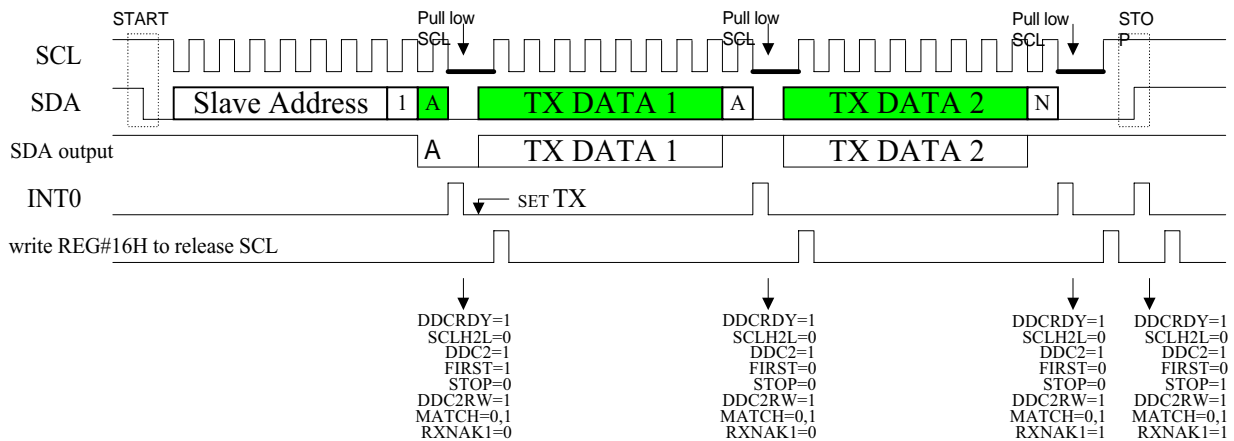 START
Pull low
SCL
Pull low
SCL
Pull low
SCL
STO
P
SCL
SDA
Slave Address
1
A
TX DATA 1
A
TX DATA 2
N
SDA output
A
TX DATA 1
TX DATA 2
INT0
SET TX
write REG#16H to release SCL
DDCRDY=1
SCLH2L=0
DDC2=1
FIRST=1
STOP=0
DDC2RW=1
MATCH=0,1
RXNAK1=0
DDCRDY=1
SCLH2L=0
DDC2=1
FIRST=0
STOP=0
DDC2RW=1
MATCH=0,1
RXNAK1=0
DDCRDY=1
SCLH2L=0
DDC2=1
FIRST=0
STOP=0
DDC2RW=1
MATCH=0,1
RXNAK1=1
DDCRDY=1
SCLH2L=0
DDC2=1
FIRST=0
STOP=1
DDC2RW=1
MATCH=0,1
RXNAK1=1